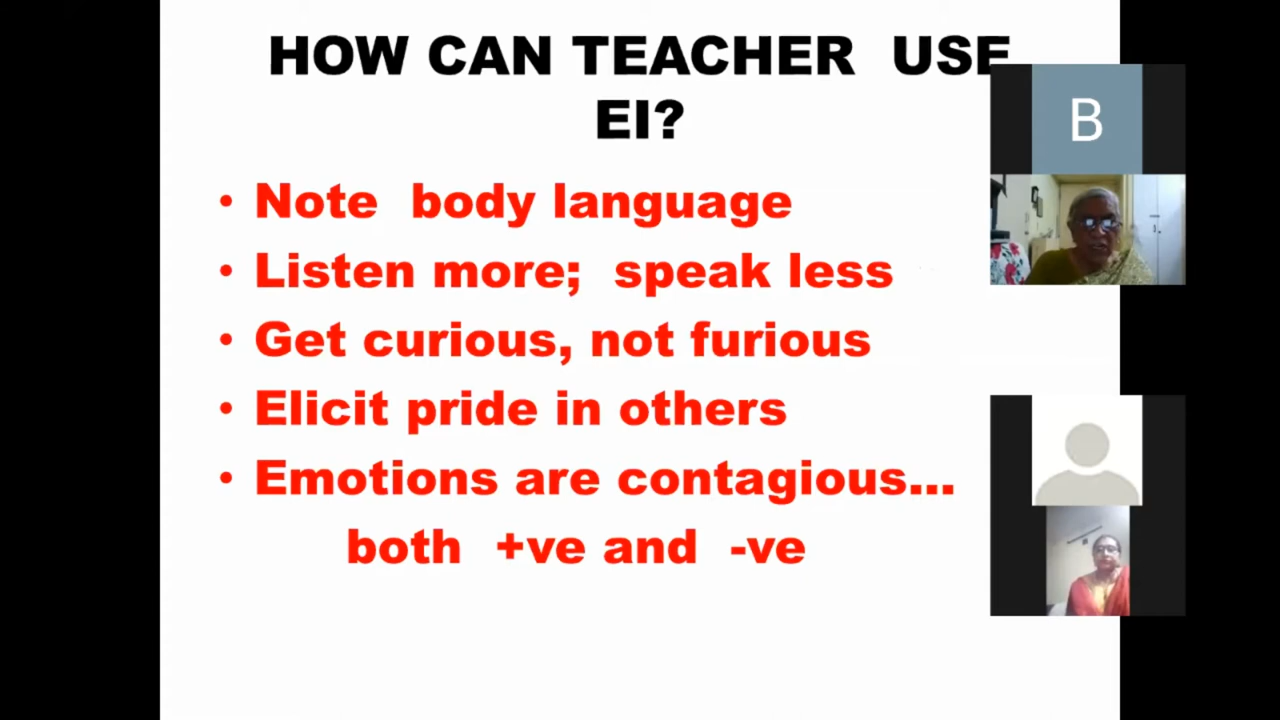 HOW CAN TEACHER USE
EI?
• Note body language
• Listen more; speak less
• Get curious, not furious
• Elicit pride in others
• Emotions are contagious...
both +ve and -ve
B